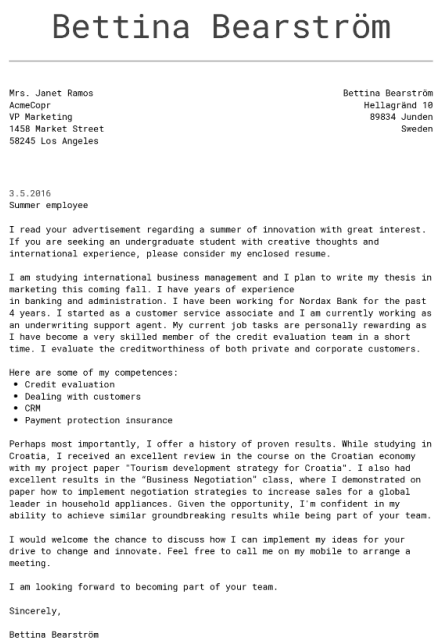 Bettina Bearström
Mrs. Janet Ramos
AcmeCopr
VP Marketing
1458 Market Street
58245 Los Angeles
Bettina Bearström
Hellagränd 10
89834 Junden
Sweden
3.5.2016
Summer employee
I read your advertisement regarding a summer of innovation with great interest.
If you are seeking an undergraduate student with creative thoughts and
international experience, please consider my enclosed resume.
I am studying international business management and I plan to write my thesis in
marketing this coming fall. I have years of experience
in banking and administration. I have been working for Nordax Bank for the past
4 years. I started as a customer service associate and I am currently working as
an underwriting support agent. My current job tasks are personally rewarding as
I have become a very skilled member of the credit evaluation team in a short
time. I evaluate the creditworthiness of both private and corporate customers.
Here are some of my competences:
• Credit evaluation
• Dealing with customers
• CRM
• Payment protection insurance
Perhaps most importantly, I offer a history of proven results. While studying in
Croatia, I received an excellent review in the course on the Croatian economy
with my project paper "Tourism development strategy for Croatia". I also had
excellent results in the "Business Negotiation" class, where I demonstrated on
paper how to implement negotiation strategies to increase sales for a global
leader in household appliances. Given the opportunity, I'm confident in my
ability to achieve similar groundbreaking results while being part of your team.
I would welcome the chance to discuss how I can implement my ideas for your
drive to change and innovate. Feel free to call me on my mobile to arrange a
meeting.
I am looking forward to becoming part of your team.
Sincerely,
Bettina Bearström